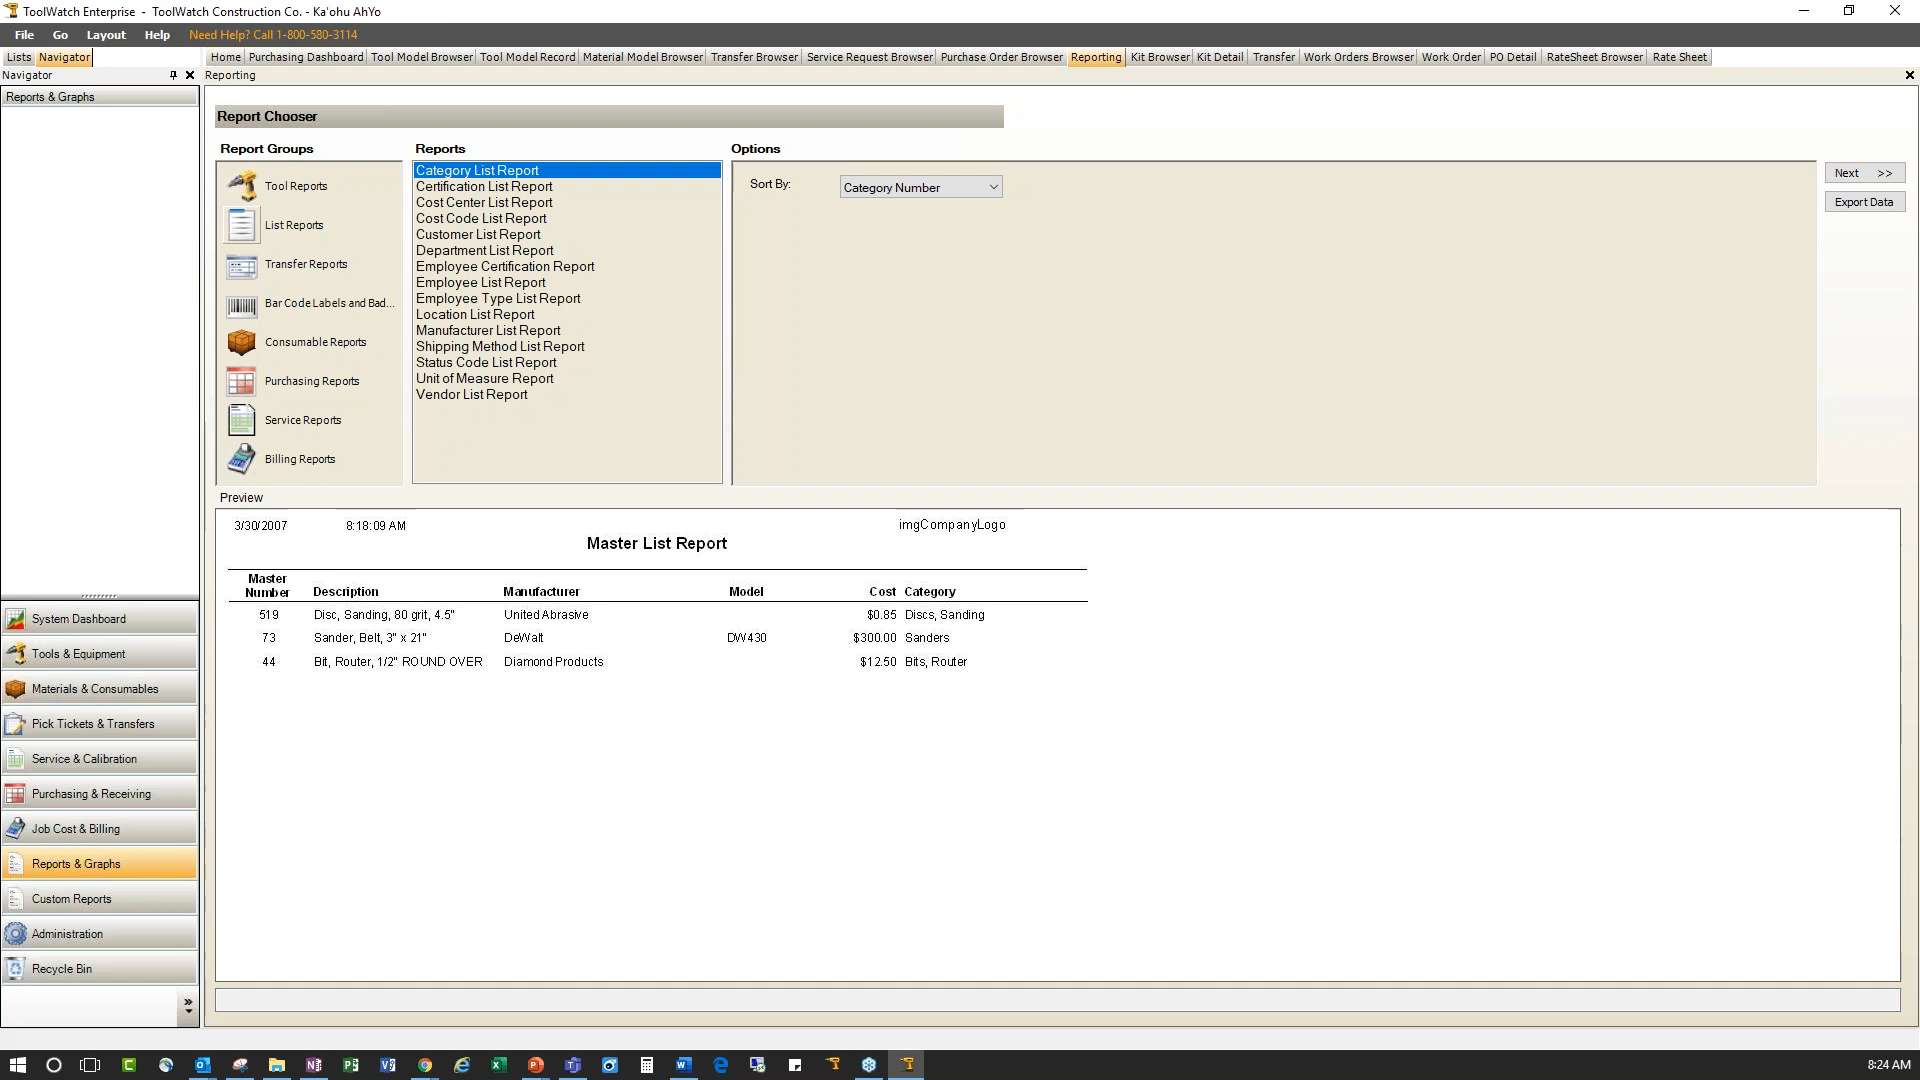 ToolWatch Enterprise - ToolWatch Construction Co. - Ka'ohu AhYo
File Go Layout Help Need Help? Call 1-800-580-3114
Lists Navigator Home Purchasing Dashboard Tool Model Browser Tool Model Record Material Model Browser Transfer Browser Service Request Browser Purchase Order Browser Reporting Kit Browser Kit Detail Transfer Work Orders Browser Work Order PO Detail RateSheet Browser Rate Sheet
Navigator Reporting
Reports & Graphs
Report Chooser
Report Groups
Tool Reports
List Reports
Transfer Reports
Bar Code Labels and Bad...
Consumable Reports
Purchasing Reports
Service Reports
Billing Reports
Reports
Category List Report
Certification List Report
Cost Center List Report
Cost Code List Report
Customer List Report
Department List Report
Employee Certification Report
Employee List Report
Employee Type List Report
Location List Report
Manufacturer List Report
Shipping Method List Report
Status Code List Report
Unit of Measure Report
Vendor List Report
Options
Sort By: Category Number
Next >>
Export Data
Preview
3/30/2007 8:18:09 AM imgCompanyLogo
Master List Report
Master Number Description Manufacturer Model Cost Category
519 Disc, Sanding, 80 grit, 4.5" United Abrasive $0.85 Discs, Sanding
73 Sander, Belt, 3" x 21" DeWalt DW430 $300.00 Sanders
44 Bit, Router, 1/2" ROUND OVER Diamond Products $12.50 Bits, Router
System Dashboard
Tools & Equipment
Materials & Consumables
Pick Tickets & Transfers
Service & Calibration
Purchasing & Receiving
Job Cost & Billing
Reports & Graphs
Custom Reports
Administration
Recycle Bin
8:24 AM